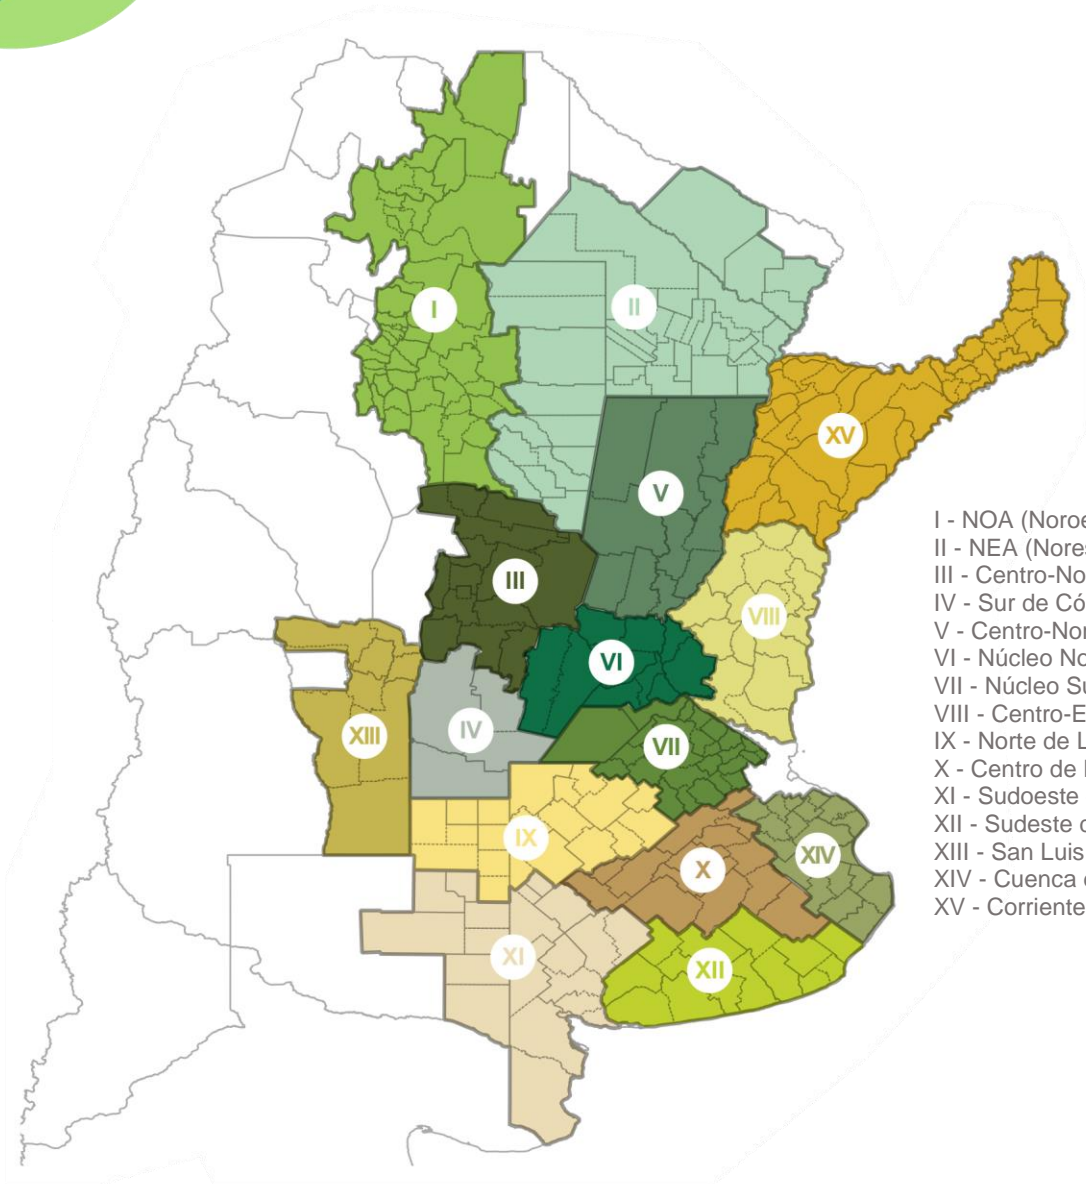 I
II
XV
V
III
VIII
VI
XIII
IV
VII
IX
XIV
X
XI
XII
I - NOA (Noroe
II - NEA (Nores
III - Centro-No
IV - Sur de Có
V - Centro-Nor
VI - Núcleo No
VII - Núcleo Su
VIII - Centro-E
IX - Norte de L
X - Centro de
XI - Sudoeste
XII - Sudeste
XIII - San Luis
XIV - Cuenca
XV - Corriente